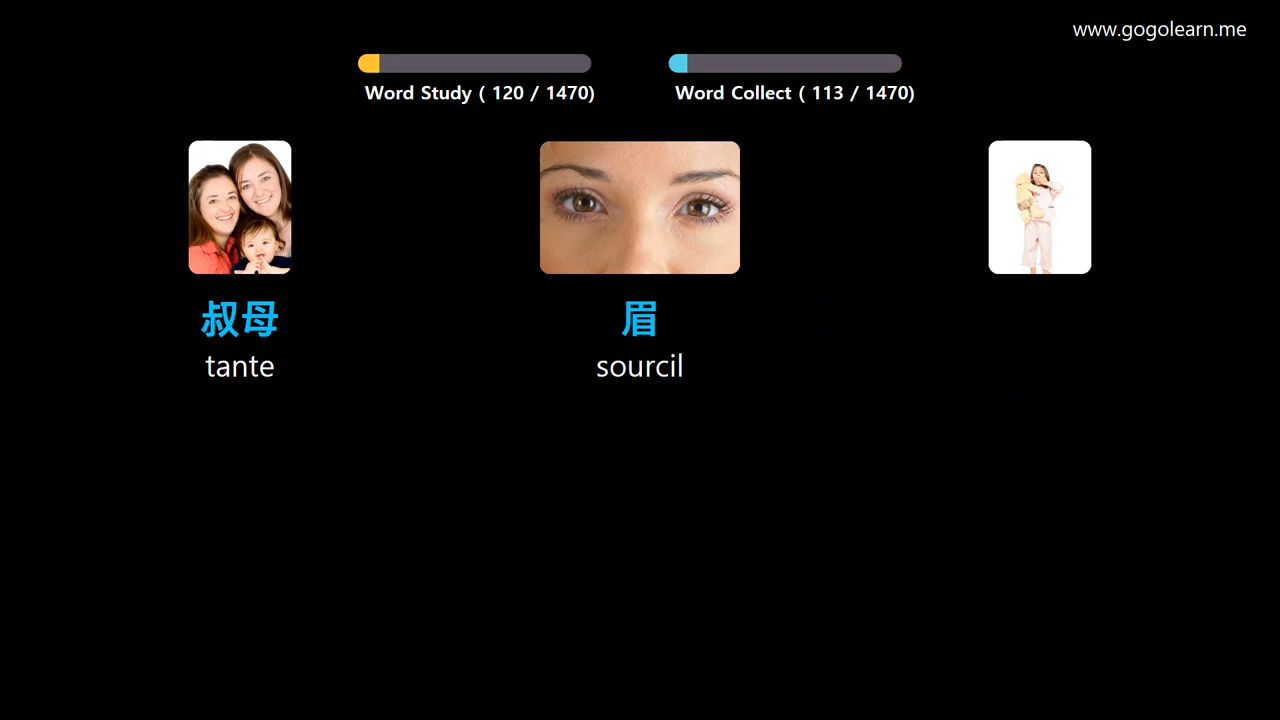 www.gogolearn.me
Word Study ( 120 / 1470)
Word Collect ( 113 / 1470)
叔母
tante
眉
sourcil